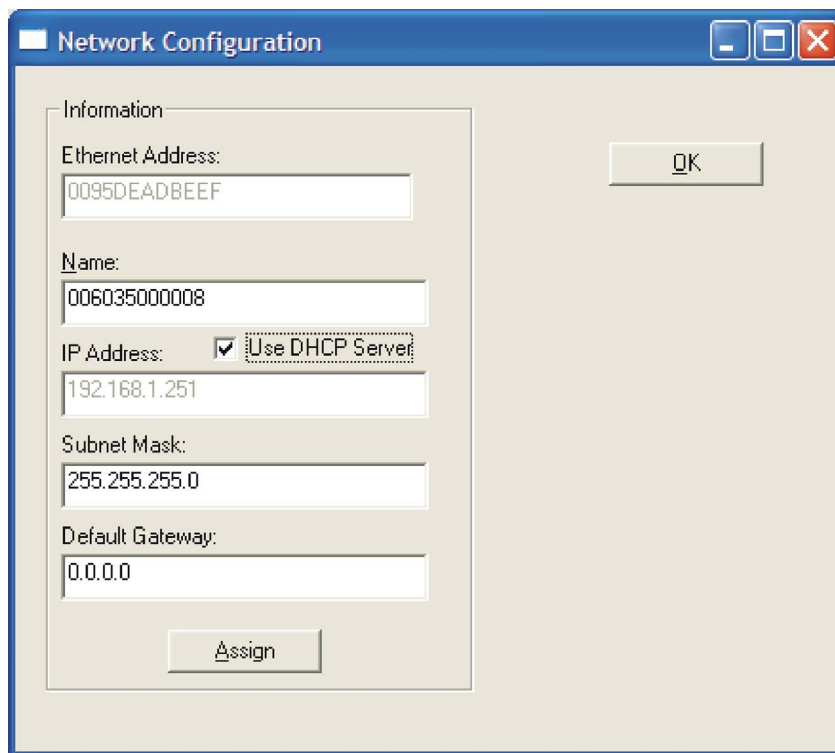 Network Configuration
Information
Ethernet Address:
0095DEADBEEF
OK
Name:
006035000008
IP Address:
Use DHCP Server
192.168.1.251
Subnet Mask:
255.255.255.0
Default Gateway:
0.0.0.0
Assign